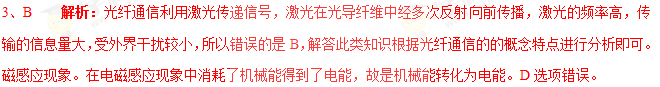 3、B 解析：光纤通信利用激光传递信号，激光在光导纤维中经多次反射向前传播，激光的频率高，传
输的信息量大，受外界干扰较小，所以错误的是 B，解答此类知识根据光纤通信的的概念特点进行分析即可。
磁感应现象。在电磁感应现象中消耗了机械能得到了电能，故是机械能转化为电能。D 选项错误。